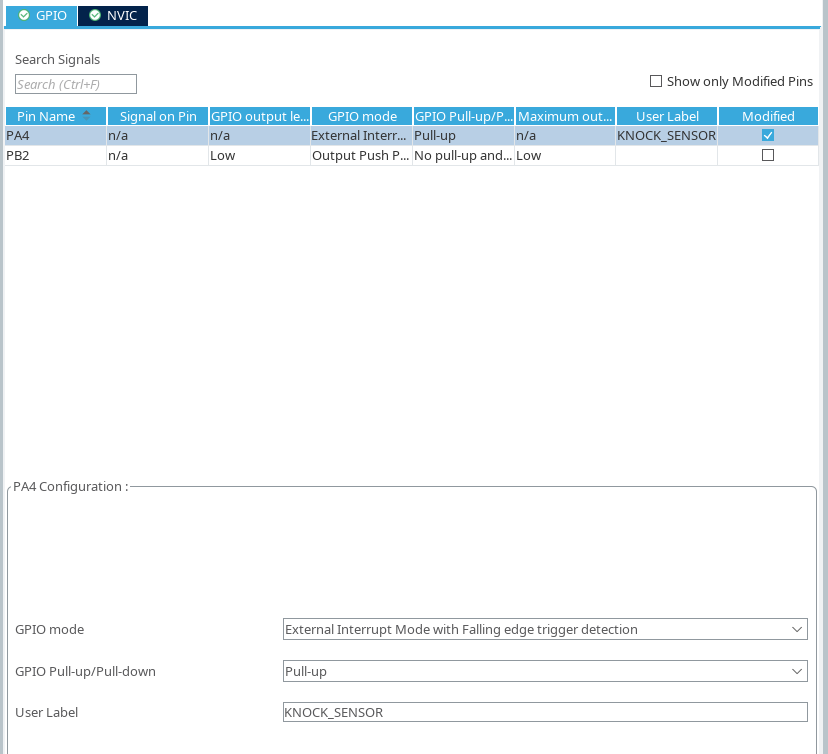 GPIO NVIC
Search Signals
Search (Ctrl+F)
Show only Modified Pins
Pin Name Signal on Pin GPIO output le... GPIO mode GPIO Pull-up/P... Maximum out... User Label Modified
PA4 n/a n/a External Interr... Pull-up n/a KNOCK_SENSOR
PB2 n/a Low Output Push P... No pull-up and... Low
PA4 Configuration :
GPIO mode External Interrupt Mode with Falling edge trigger detection
GPIO Pull-up/Pull-down Pull-up
User Label KNOCK_SENSOR